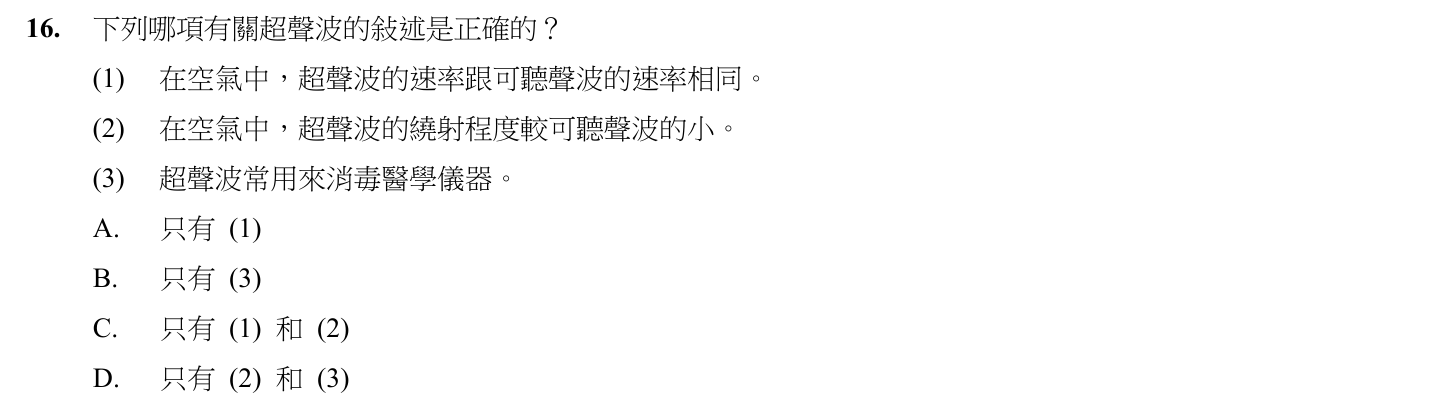 16. 下列哪項有關超聲波的敍述是正確的？
(1) 在空氣中，超聲波的速率跟可聽聲波的速率相同。
(2) 在空氣中，超聲波的繞射程度較可聽聲波的小。
(3) 超聲波常用來消毒醫學儀器。
A. 只有 (1)
B. 只有 (3)
C. 只有 (1) 和 (2)
D. 只有 (2) 和 (3)